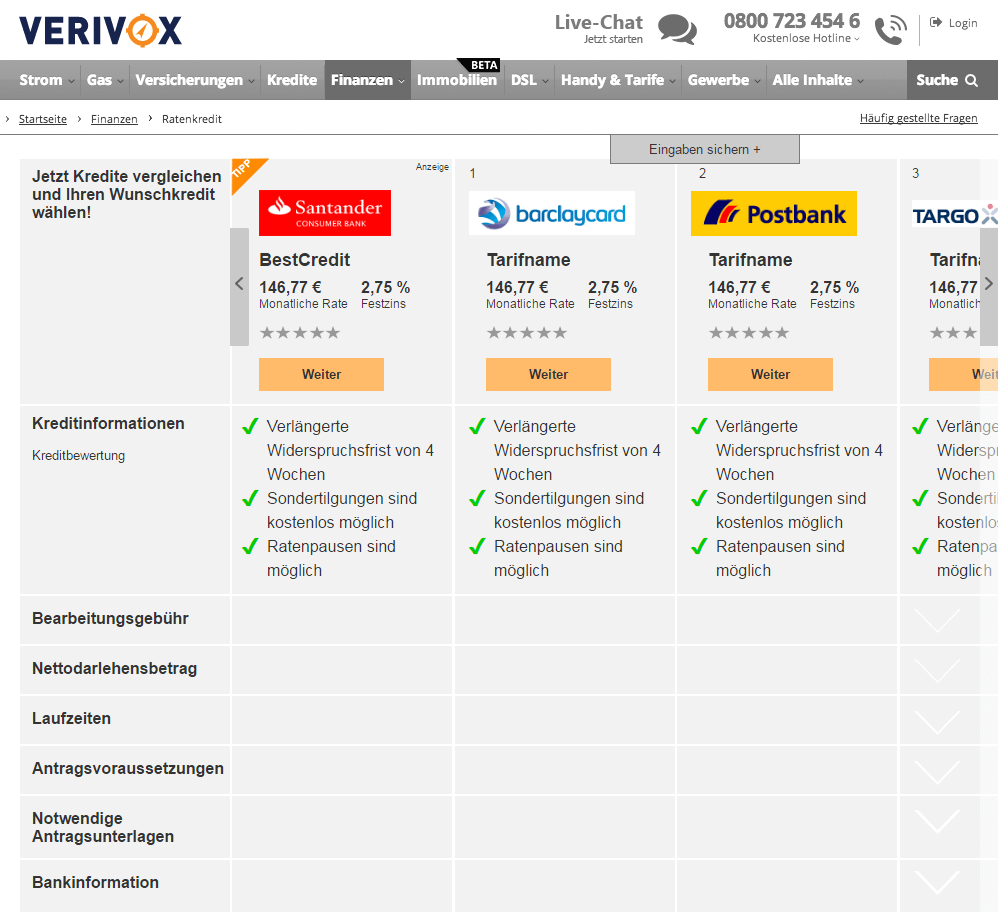 VERIVOX
Live-Chat
Jetzt starten
0800 723 454 6
Kostenlose Hotline
Login
BETA
Strom Gas Versicherungen Kredite Finanzen Immobilien DSL Handy & Tarife Gewerbe Alle Inhalte Suche
Startseite Finanzen Ratenkredit
Häufig gestellte Fragen
Eingaben sichern +
Jetzt Kredite vergleichen
und Ihren Wunschkredit
wählen!
TIPP
Anzeige
Santander
CONSUMER BANK
BestCredit
146,77 € 2,75 %
Monatliche Rate Festzins
Weiter
1
barclaycard
Tarifname
146,77 € 2,75 %
Monatliche Rate Festzins
Weiter
2
Postbank
Tarifname
146,77 € 2,75 %
Monatliche Rate Festzins
Weiter
3
TARGOX
Tarifn
146,77
Monatlich
Weit
Kreditinformationen
Kreditbewertung
Verlängerte
Widerspruchsfrist von 4
Wochen
Sondertilgungen sind
kostenlos möglich
Ratenpausen sind
möglich
Verlängerte
Widerspruchsfrist von 4
Wochen
Sondertilgungen sind
kostenlos möglich
Ratenpausen sind
möglich
Verlängerte
Widerspruchsfrist von 4
Wochen
Sondertilgungen sind
kostenlos möglich
Ratenpausen sind
möglich
Verlänge
Widersp
Wochen
Sonderti
kostenlos
Ratenpa
möglich
Bearbeitungsgebühr
Nettodarlehensbetrag
Laufzeiten
Antragsvoraussetzungen
Notwendige
Antragsunterlagen
Bankinformation